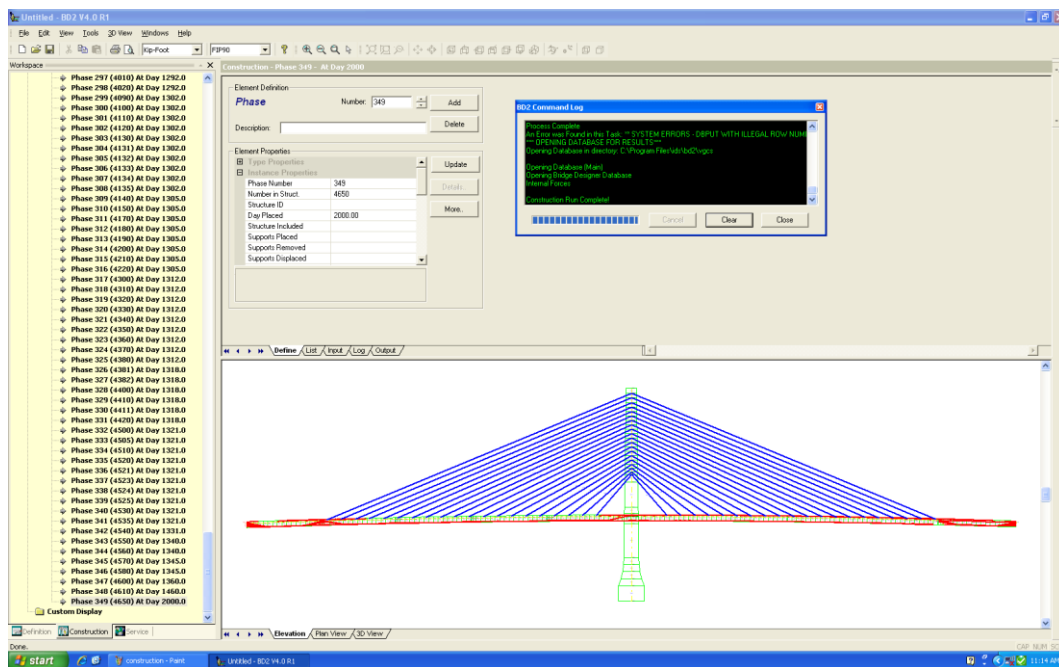 Untitled - BD2 V4.0 R1
File Edit View Tools 3D View Windows Help
Kip-Foot FIP90
Workspace
Phase 297 (4010) At Day 1292.0
Phase 298 (4020) At Day 1292.0
Phase 299 (4090) At Day 1302.0
Phase 300 (4100) At Day 1302.0
Phase 301 (4110) At Day 1302.0
Phase 302 (4120) At Day 1302.0
Phase 303 (4130) At Day 1302.0
Phase 304 (4131) At Day 1302.0
Phase 305 (4132) At Day 1302.0
Phase 306 (4133) At Day 1302.0
Phase 307 (4134) At Day 1302.0
Phase 308 (4135) At Day 1302.0
Phase 309 (4140) At Day 1305.0
Phase 310 (4150) At Day 1305.0
Phase 311 (4170) At Day 1305.0
Phase 312 (4180) At Day 1305.0
Phase 313 (4190) At Day 1305.0
Phase 314 (4200) At Day 1305.0
Phase 315 (4210) At Day 1305.0
Phase 316 (4220) At Day 1305.0
Phase 317 (4300) At Day 1312.0
Phase 318 (4310) At Day 1312.0
Phase 319 (4320) At Day 1312.0
Phase 320 (4330) At Day 1312.0
Phase 321 (4340) At Day 1312.0
Phase 322 (4350) At Day 1312.0
Phase 323 (4360) At Day 1312.0
Phase 324 (4370) At Day 1312.0
Phase 325 (4380) At Day 1312.0
Phase 326 (4381) At Day 1318.0
Phase 327 (4382) At Day 1318.0
Phase 328 (4400) At Day 1318.0
Phase 329 (4410) At Day 1318.0
Phase 330 (4411) At Day 1318.0
Phase 331 (4420) At Day 1318.0
Phase 332 (4500) At Day 1321.0
Phase 333 (4505) At Day 1321.0
Phase 334 (4510) At Day 1321.0
Phase 335 (4520) At Day 1321.0
Phase 336 (4521) At Day 1321.0
Phase 337 (4523) At Day 1321.0
Phase 338 (4524) At Day 1321.0
Phase 339 (4525) At Day 1321.0
Phase 340 (4530) At Day 1321.0
Phase 341 (4535) At Day 1321.0
Phase 342 (4540) At Day 1331.0
Phase 343 (4550) At Day 1340.0
Phase 344 (4560) At Day 1340.0
Phase 345 (4570) At Day 1345.0
Phase 346 (4580) At Day 1345.0
Phase 347 (4600) At Day 1360.0
Phase 348 (4610) At Day 1460.0
Phase 349 (4650) At Day 2000.0
Custom Display
Definition Construction Service
Construction - Phase 349 - At Day 2000
Element Definition
Phase Number: 349 Add
Description: Delete
Element Properties
Type Properties Update
Instance Properties
Phase Number 349 Details
Number in Struct. 4650
Structure ID More..
Day Placed 2000.00
Structure Included
Supports Placed
Supports Removed
Supports Displaced
BD2 Command Log
Process Complete
An Error was Found in this Task: ** SYSTEM ERRORS - DBPUT WITH ILLEGAL ROW NUM
*** OPENING DATABASE FOR RESULTS***
Opening Database in directory: C:\Program Files\ids\bd2\vgcs
Opening Database (Main)
Opening Bridge Designer Database
Internal Forces
Construction Run Complete!
Cancel Clear Close
Define List Input Log Output
Elevation Plan View 3D View
Done. CAP NUM SC
start construction - Paint Untitled - BD2 V4.0 R1 11:14 AM